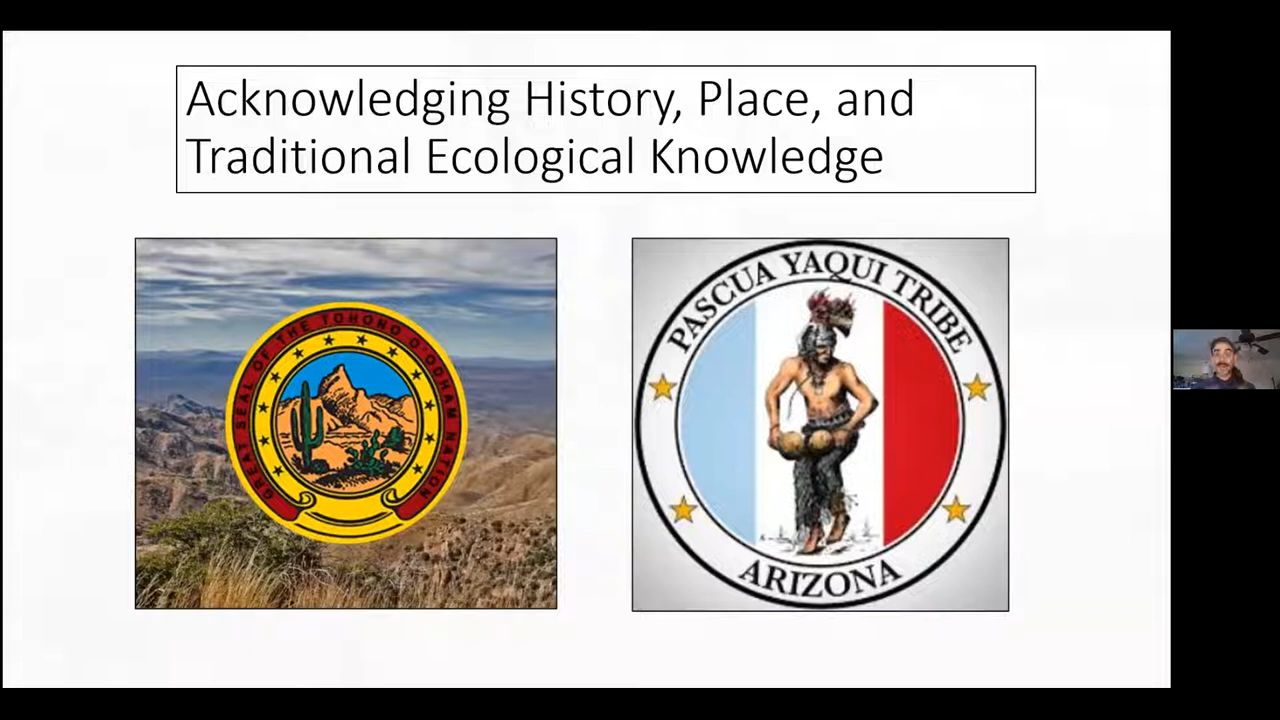 Acknowledging History, Place, and
Traditional Ecological Knowledge
GREAT SEAL OF THE TOHONO O'ODHAM NATION
PASCUA YAQUI TRIBE
ARIZONA